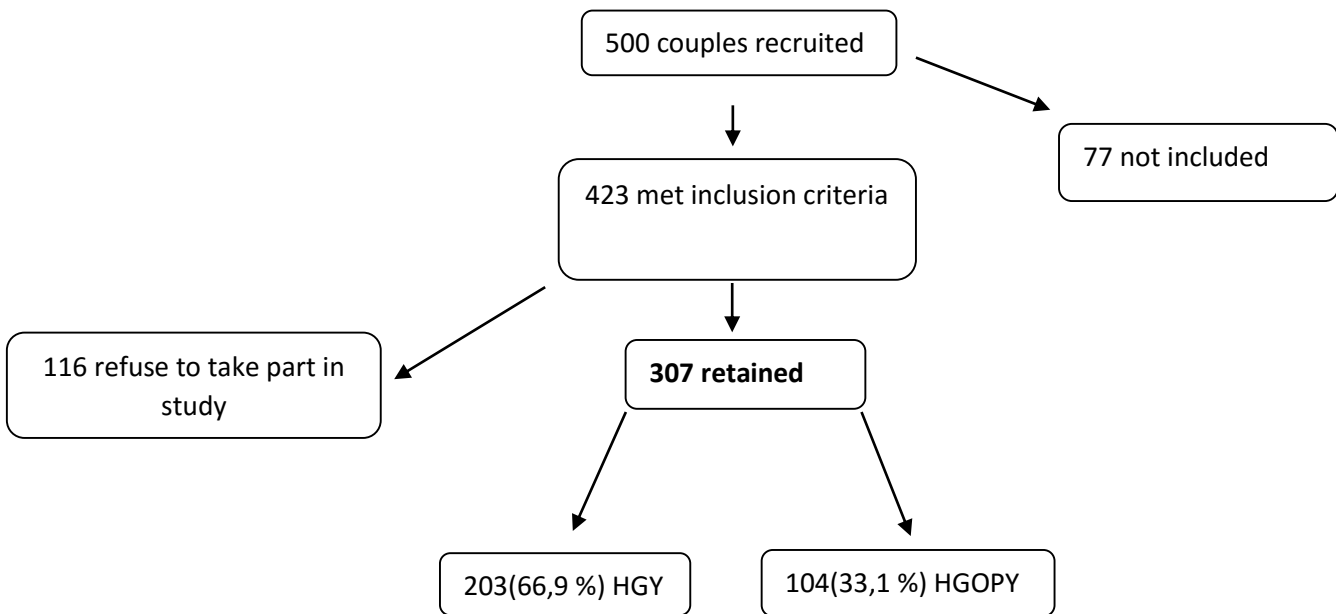 500 couples recruited
77 not included
423 met inclusion criteria
116 refuse to take part in
study
307 retained
203(66,9 %) HGY
104(33,1 %) HGOPY